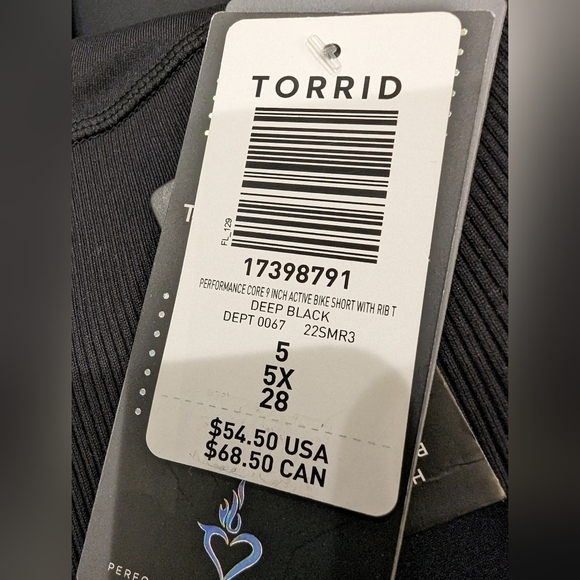 TORRID
FL_129
17398791
PERFORMANCE CORE 9 INCH ACTIVE BIKE SHORT WITH RIB T
DEEP BLACK
DEPT 0067 22SMR3
5
5X
28
$54.50 USA
$68.50 CAN
T
PERFO